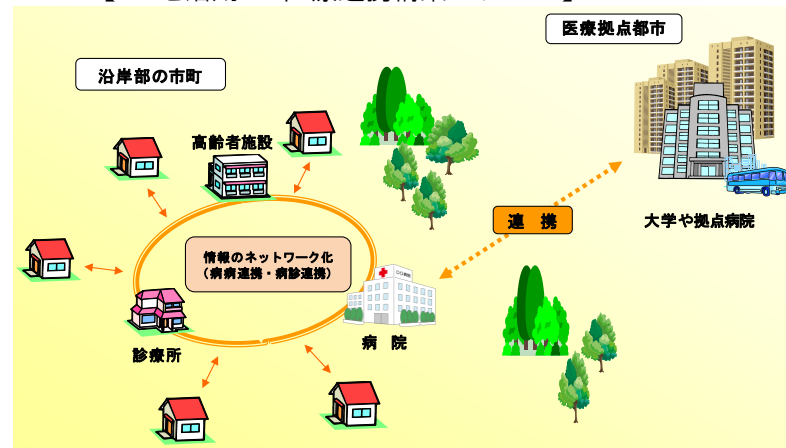 医療拠点都市
沿岸部の市町
高齢者施設
大学や拠点病院
連 携
情報のネットワーク化
（病病連携・病診連携）
病 院
診療所